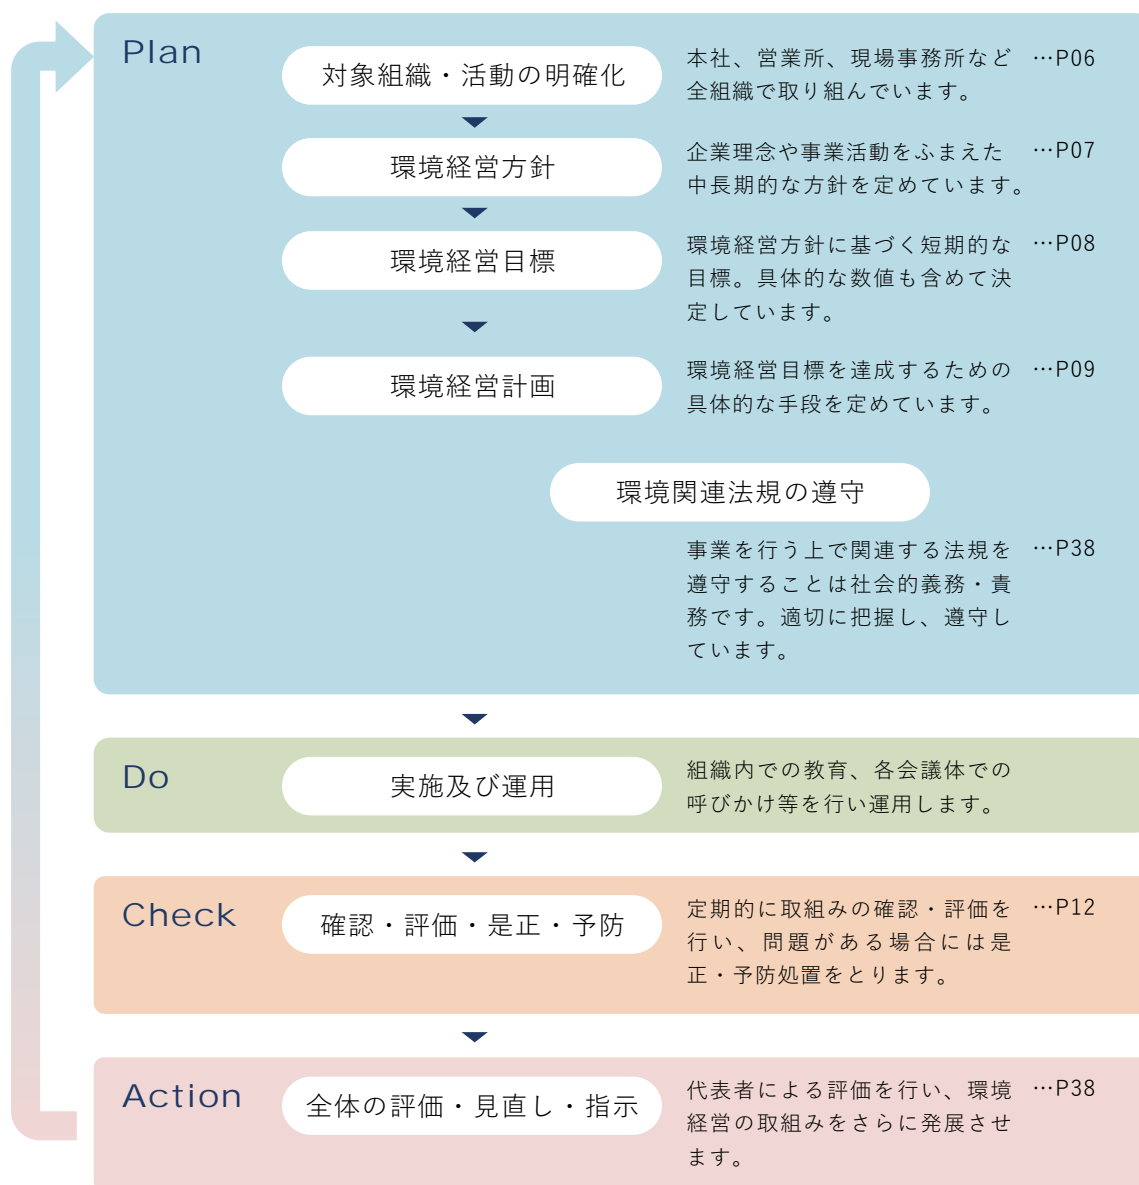 Plan
対象組織・活動の明確化
本社、営業所、現場事務所など …P06
全組織で取り組んでいます。
環境経営方針
企業理念や事業活動をふまえた …P07
中長期的な方針を定めています。
環境経営目標
環境経営方針に基づく短期的な …P08
目標。具体的な数値も含めて決
定しています。
環境経営計画
環境経営目標を達成するための …P09
具体的な手段を定めています。
環境関連法規の遵守
事業を行う上で関連する法規を …P38
遵守することは社会的義務・責
務です。適切に把握し、遵守し
ています。
Do
実施及び運用
組織内での教育、各会議体での
呼びかけ等を行い運用します。
Check
確認・評価・是正・予防
定期的に取組みの確認・評価を …P12
行い、問題がある場合には是
正・予防処置をとります。
Action
全体の評価・見直し・指示
代表者による評価を行い、環境 …P38
経営の取組みをさらに発展させ
ます。